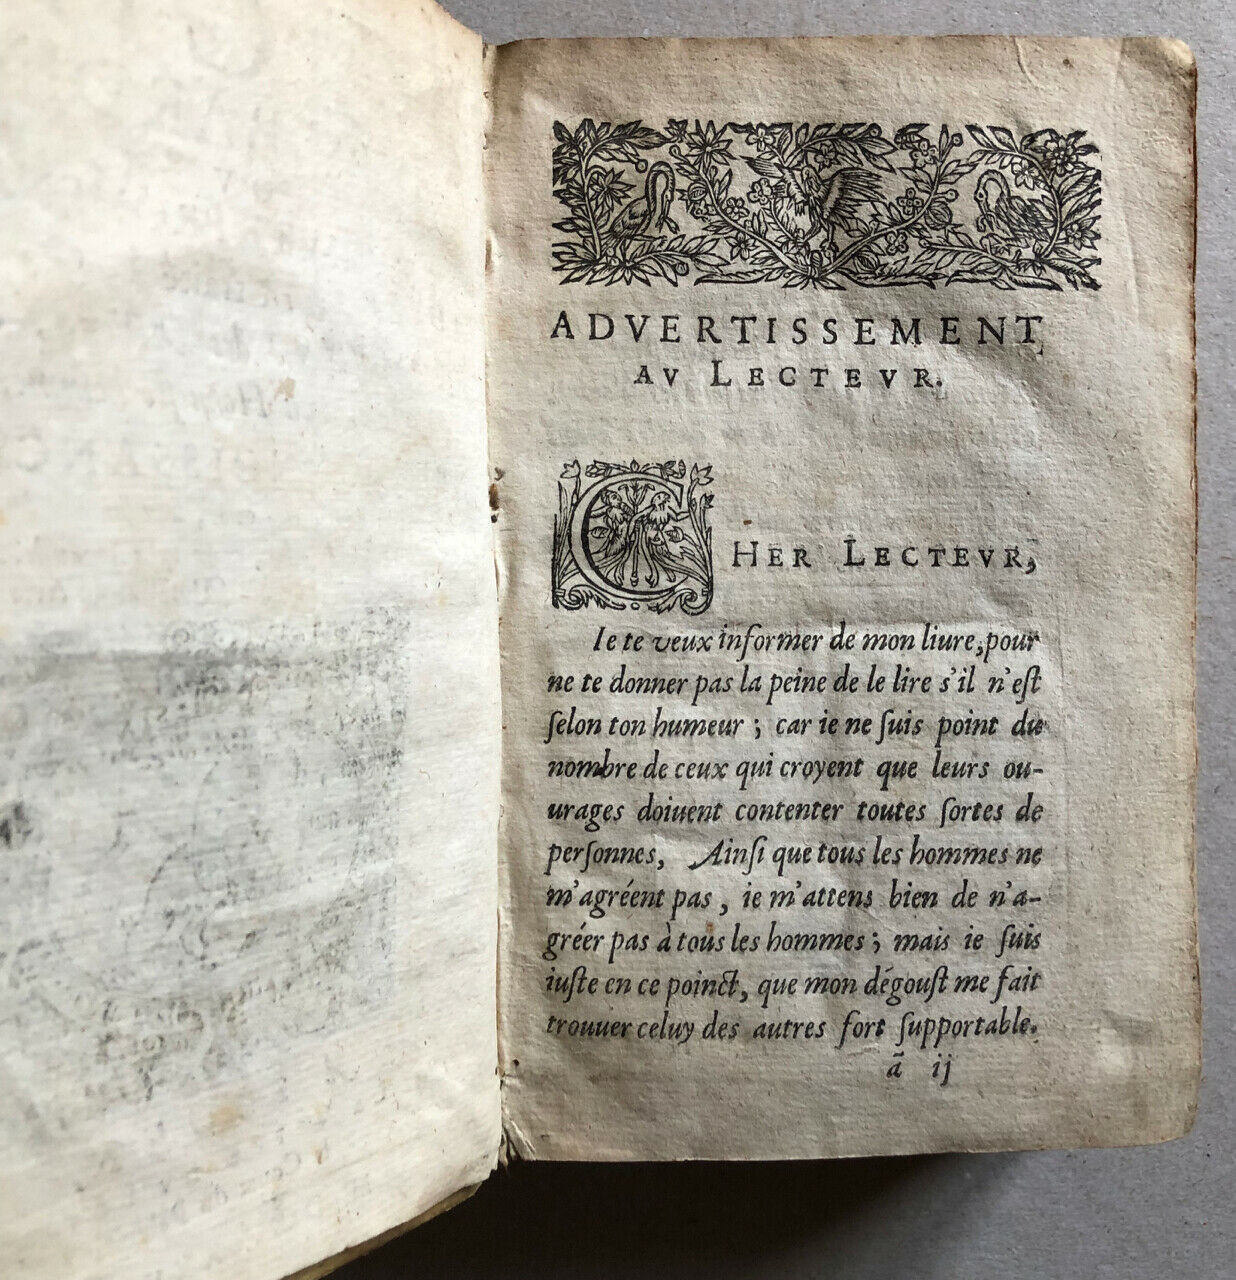 ADVERTISSEMENT
AV LECTEVR.
CHER LECTEVR,
Ie te veux informer de mon liure, pour
ne te donner pas la peine de le lire s'il n'eſt
ſelon ton humeur ; car ie ne ſuis point du
nombre de ceux qui croyent que leurs ou-
urages doiuent contenter toutes ſortes de
perſonnes, Ainſi que tous les hommes ne
m'agréent pas, ie m'attens bien de n'a-
gréer pas à tous les hommes ; mais ie ſuis
iuſte en ce poinct, que mon dégouſt me fait
trouuer celuy des autres fort ſupportable.
ã ij